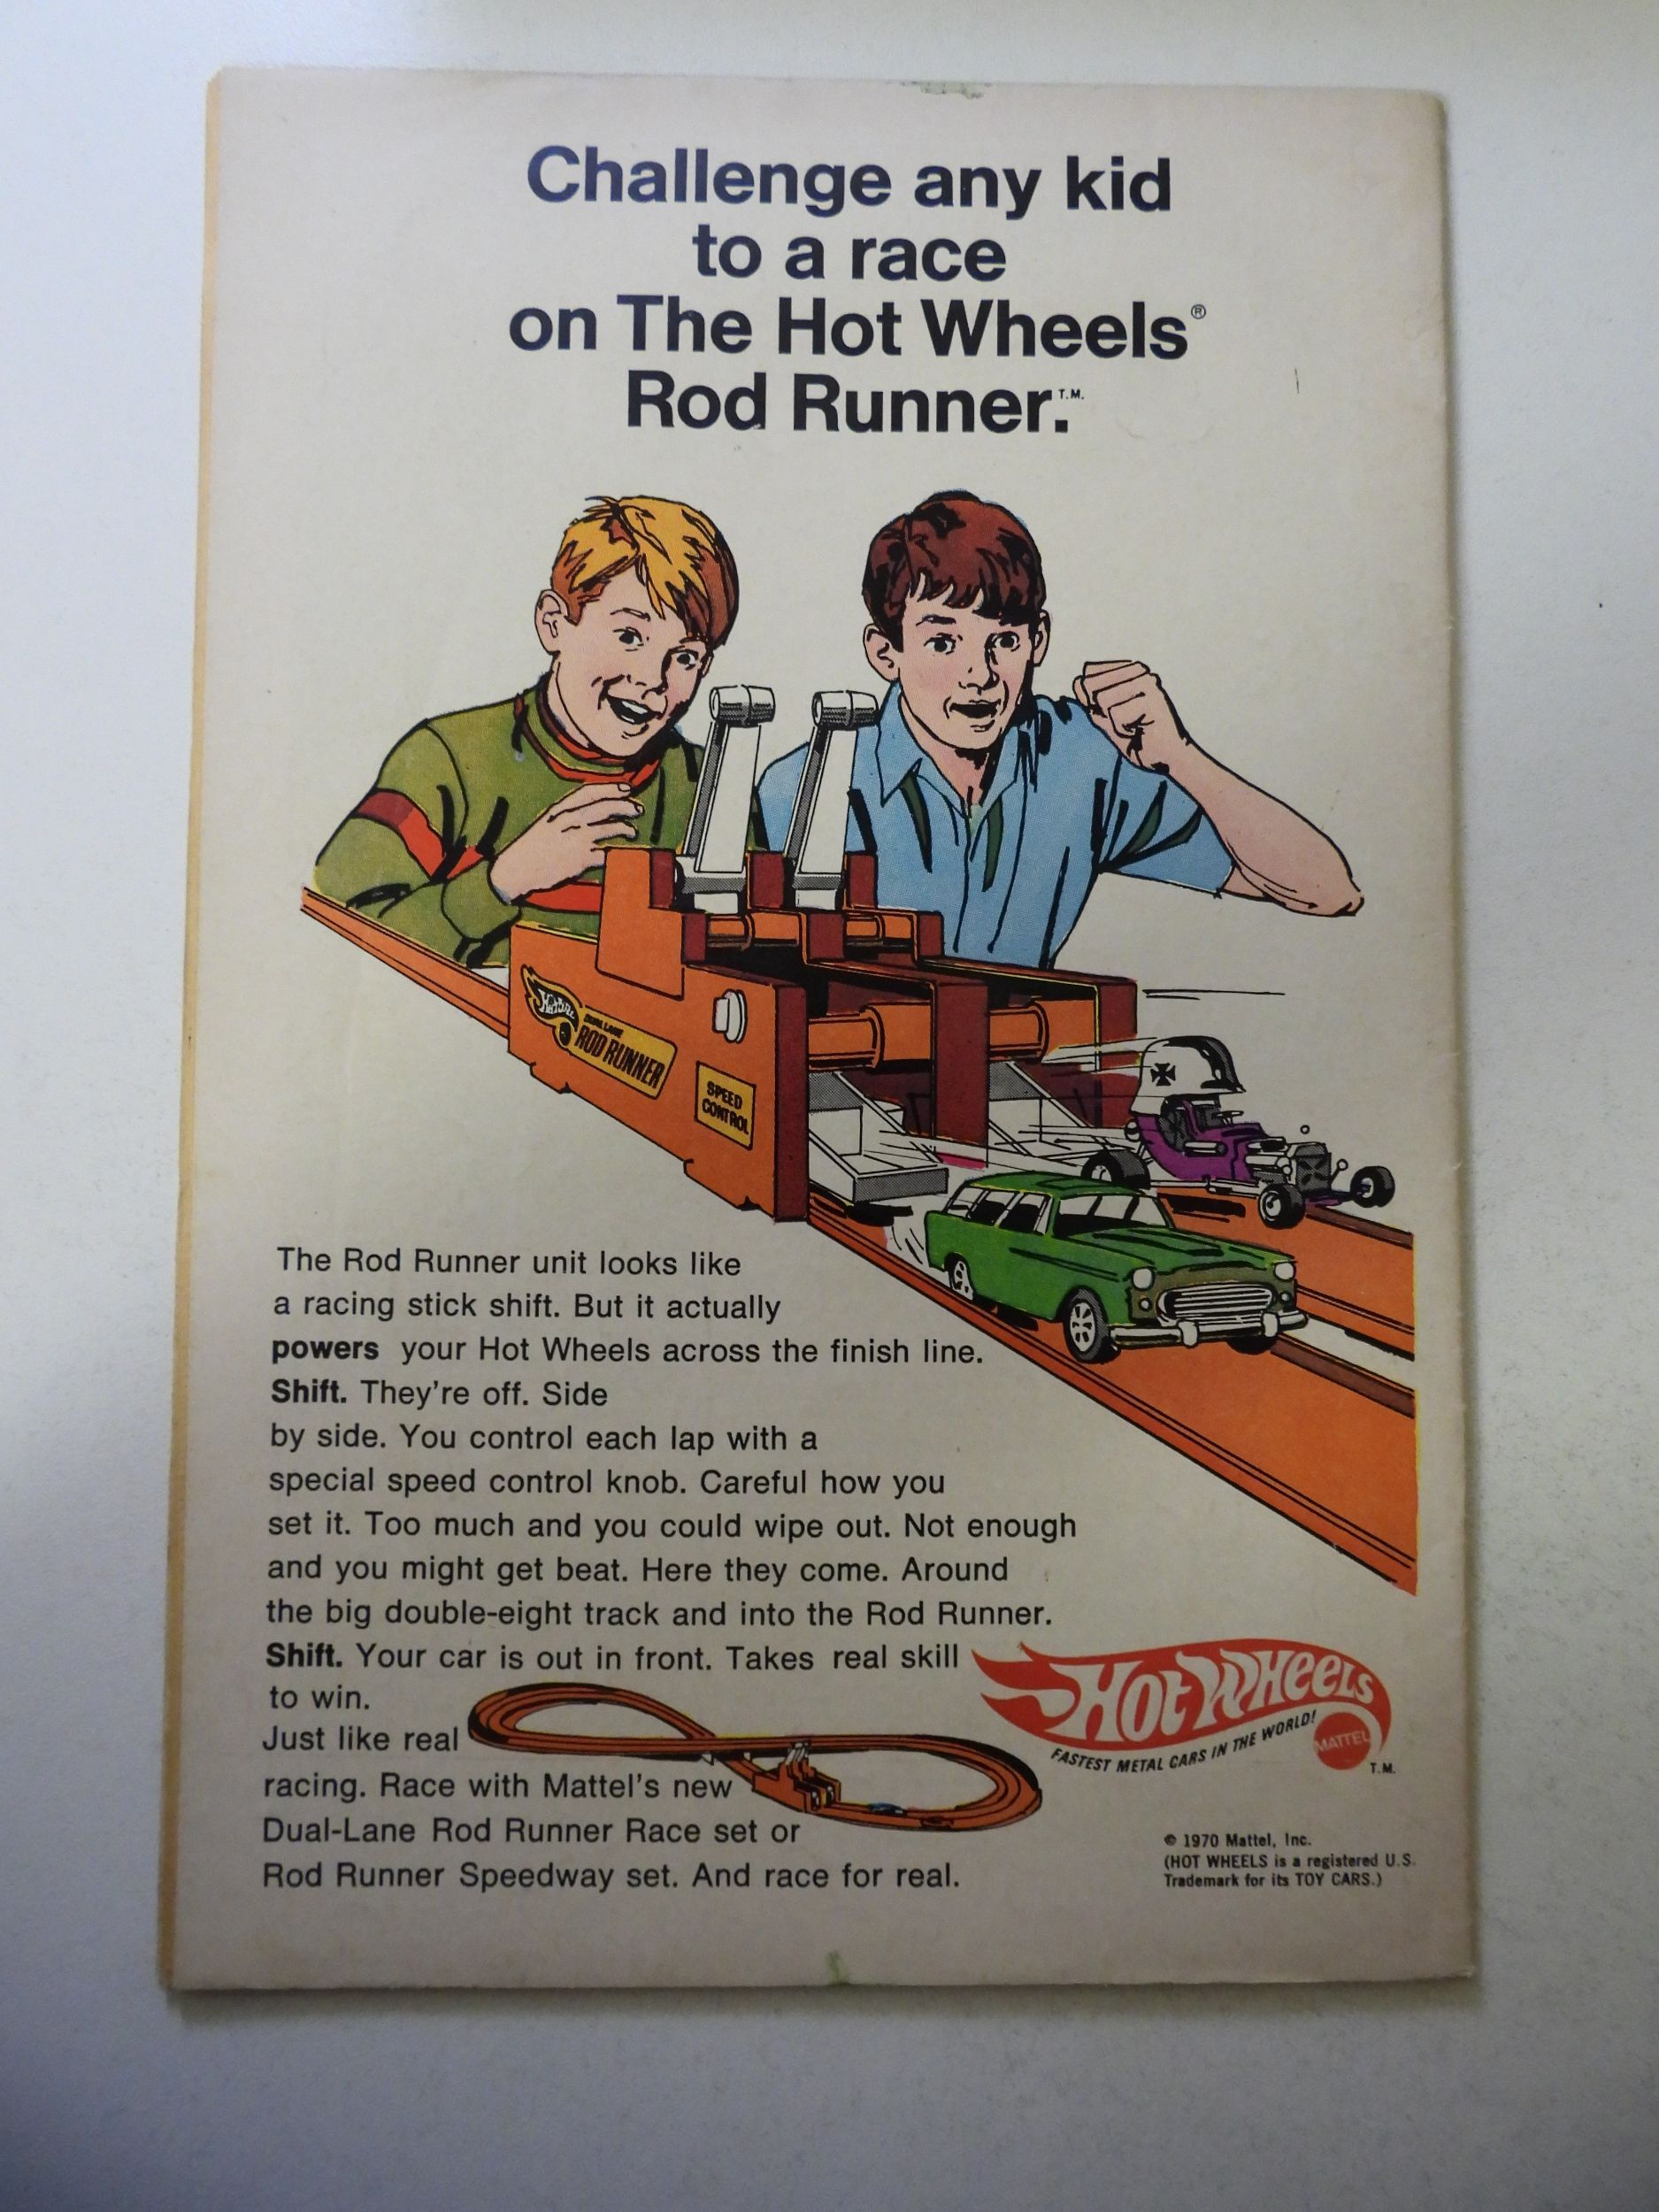 Challenge any kid
to a race
on The Hot Wheels®
Rod Runner.T.M.
Hot Wheels
DUAL LANE
ROD RUNNER
SPEED
CONTROL
The Rod Runner unit looks like
a racing stick shift. But it actually
powers your Hot Wheels across the finish line.
Shift. They're off. Side
by side. You control each lap with a
special speed control knob. Careful how you
set it. Too much and you could wipe out. Not enough
and you might get beat. Here they come. Around
the big double-eight track and into the Rod Runner.
Shift. Your car is out in front. Takes real skill
to win.
Just like real
racing. Race with Mattel's new
Dual-Lane Rod Runner Race set or
Rod Runner Speedway set. And race for real.
Hot Wheels
FASTEST METAL CARS IN THE WORLD!
MATTEL
T.M.
© 1970 Mattel, Inc.
(HOT WHEELS is a registered U.S.
Trademark for its TOY CARS.)